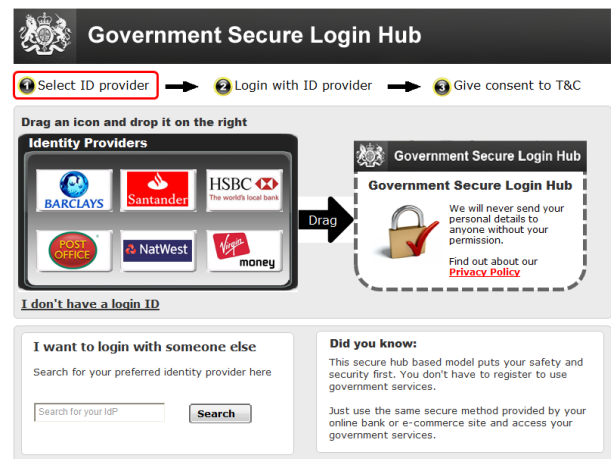 Government Secure Login Hub
1 Select ID provider
2 Login with ID provider
3 Give consent to T&C
Drag an icon and drop it on the right
Identity Providers
BARCLAYS
Santander
HSBC
The world's local bank
POST
OFFICE
NatWest
Virgin
money
Drag
Government Secure Login Hub
Government Secure Login Hub
We will never send your
personal details to
anyone without your
permission.
Find out about our
Privacy Policy
I don't have a login ID
I want to login with someone else
Search for your preferred identity provider here
Search for your IdP
Search
Did you know:
This secure hub based model puts your safety and
security first. You don't have to register to use
government services.
Just use the same secure method provided by your
online bank or e-commerce site and access your
government services.